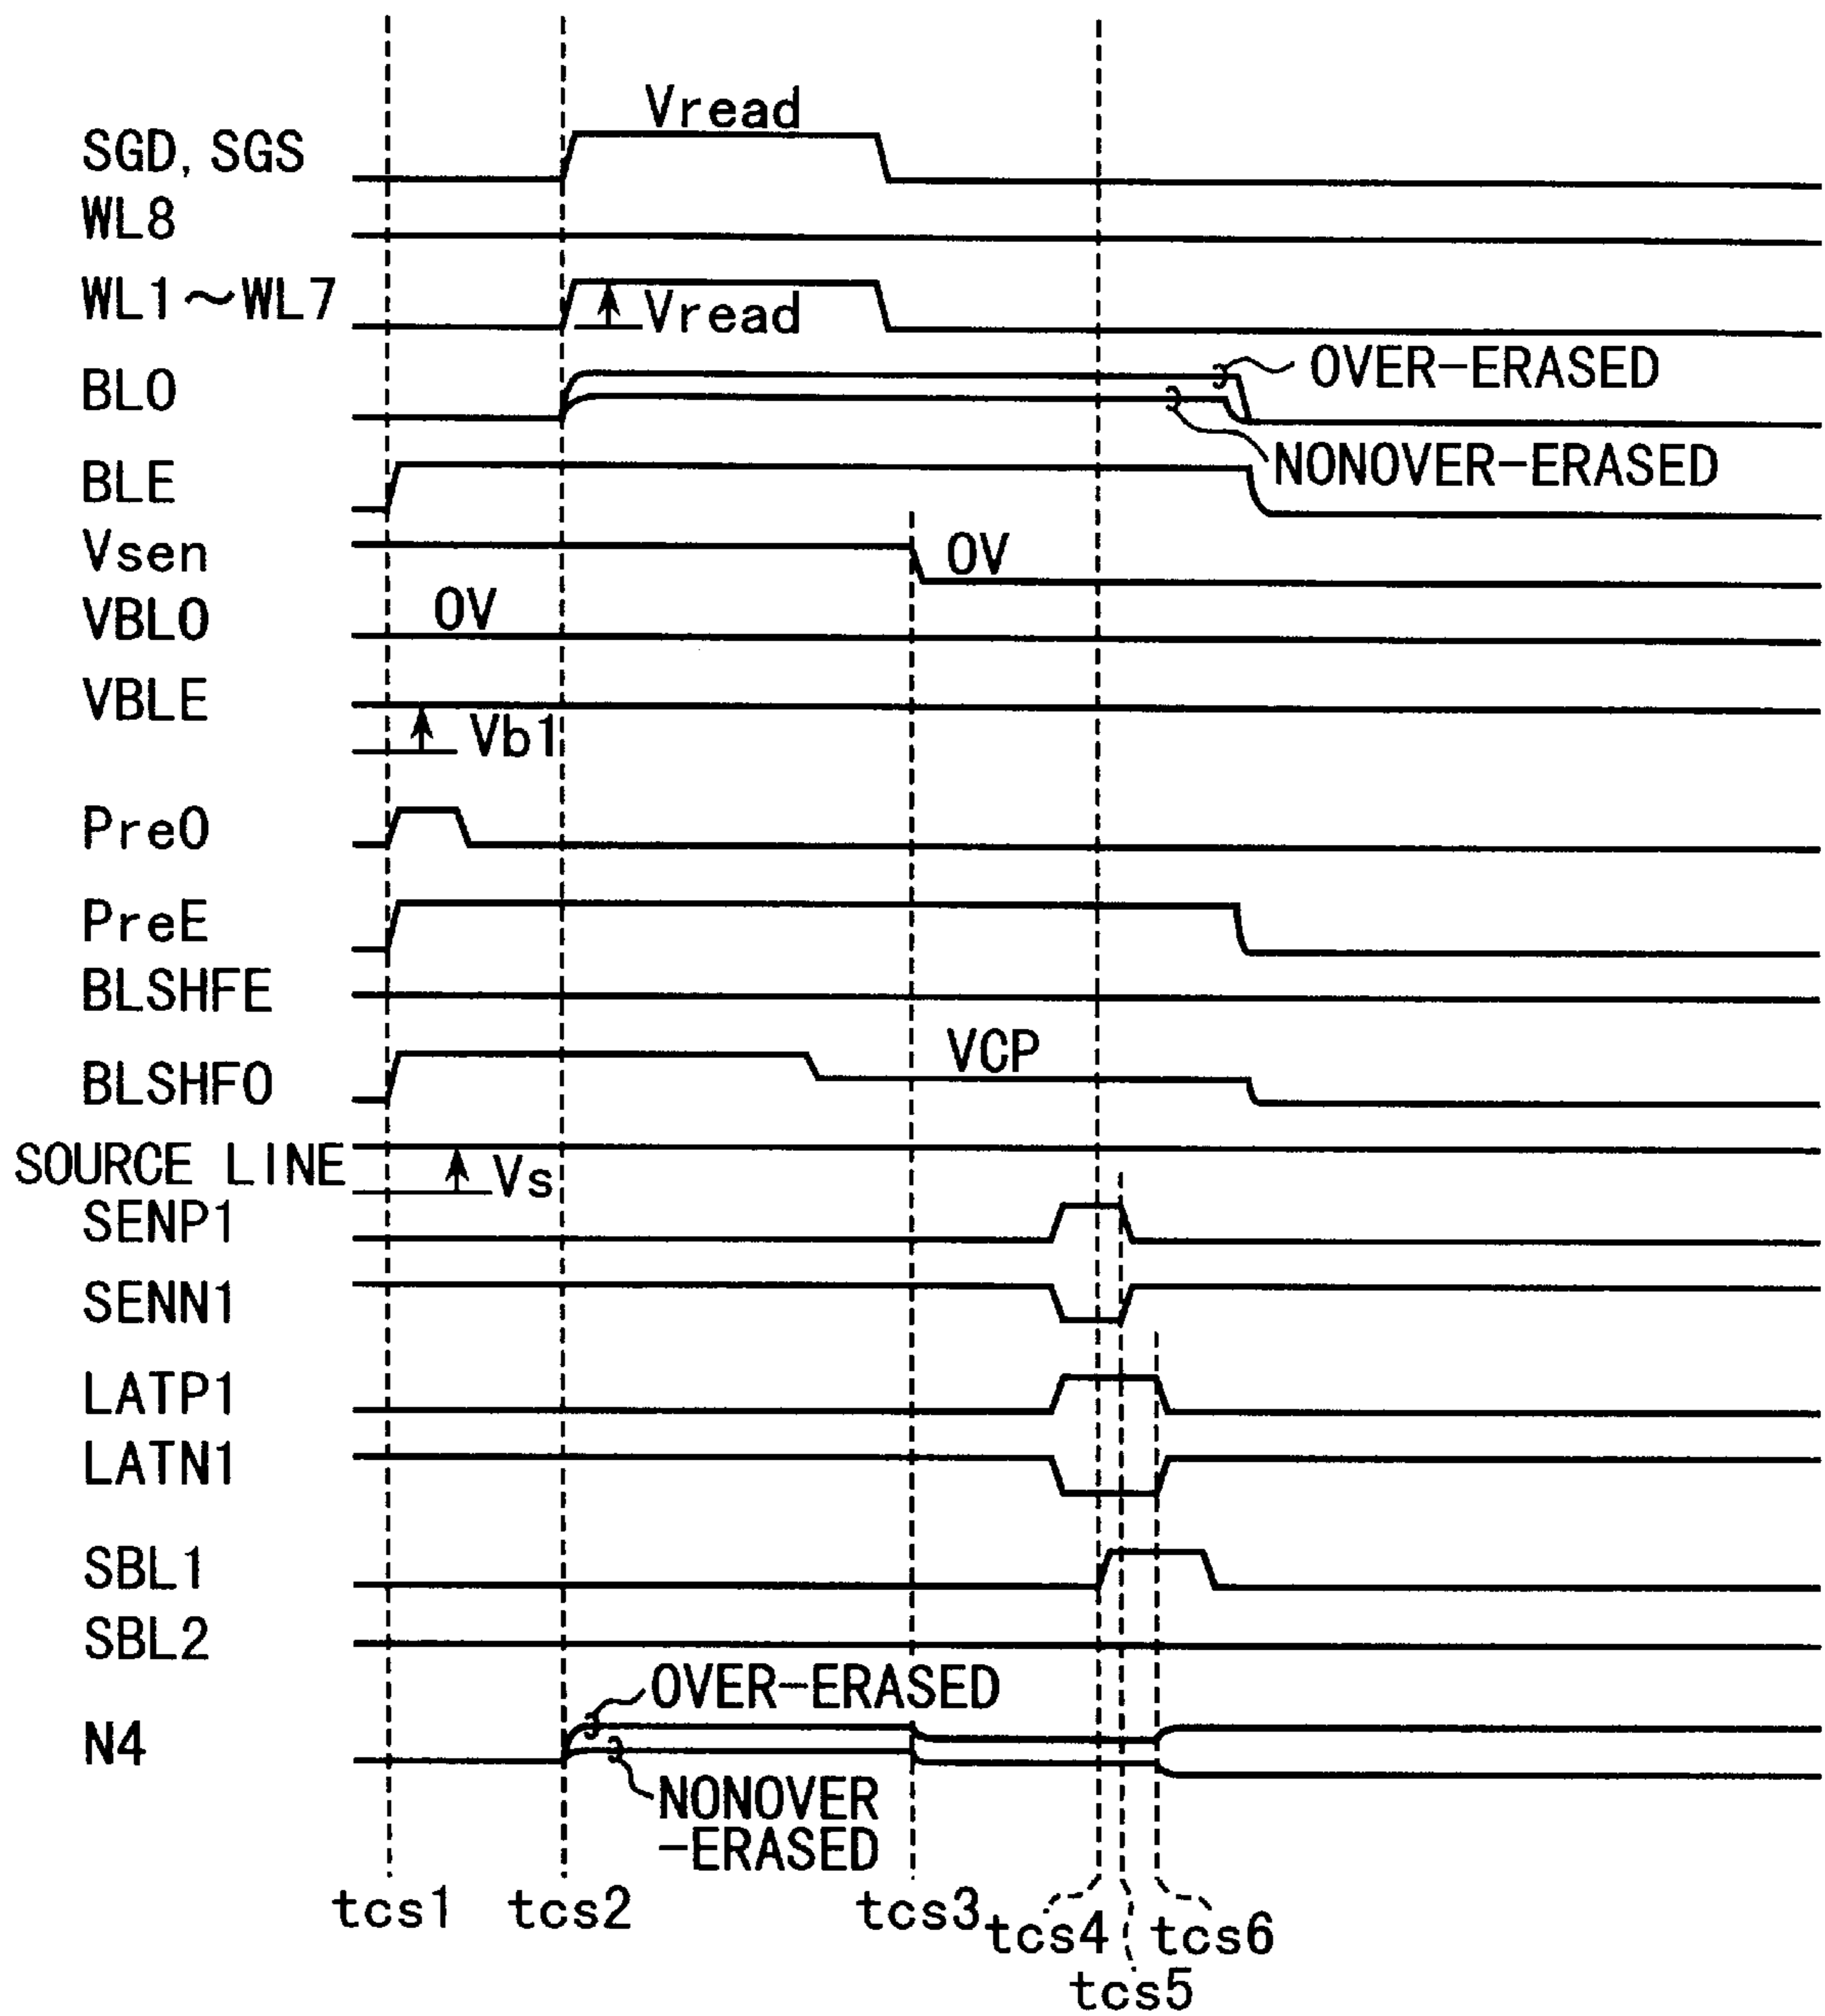 Vread
SGD, SGS
WL8
WL1～WL7
Vread
OVER-ERASED
BLO
NONOVER-ERASED
BLE
Vsen
0V
VBLO
0V
VBLE
Vb1
PreO
PreE
BLSHFE
VCP
BLSHFO
SOURCE LINE
Vs
SENP1
SENN1
LATP1
LATN1
SBL1
SBL2
OVER-ERASED
N4
NONOVER
-ERASED
tcs1
tcs2
tcs3
tcs4
tcs6
tcs5